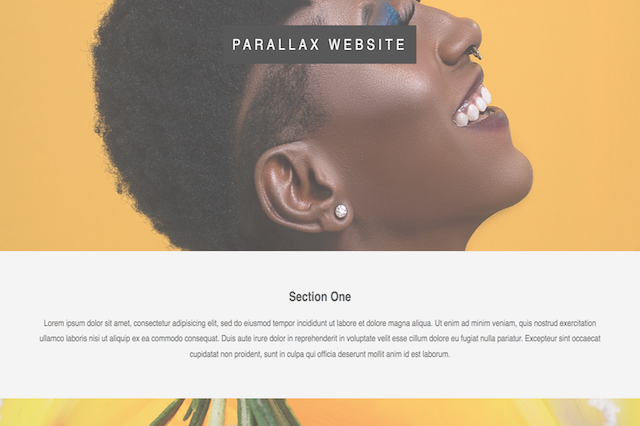 PARALLAX WEBSITE
Section One
Lorem ipsum dolor sit amet, consectetur adipisicing elit, sed do eiusmod tempor incididunt ut labore et dolore magna aliqua. Ut enim ad minim veniam, quis nostrud exercitation
ullamco laboris nisi ut aliquip ex ea commodo consequat. Duis aute irure dolor in reprehenderit in voluptate velit esse cillum dolore eu fugiat nulla pariatur. Excepteur sint occaecat
cupidatat non proident, sunt in culpa qui officia deserunt mollit anim id est laborum.